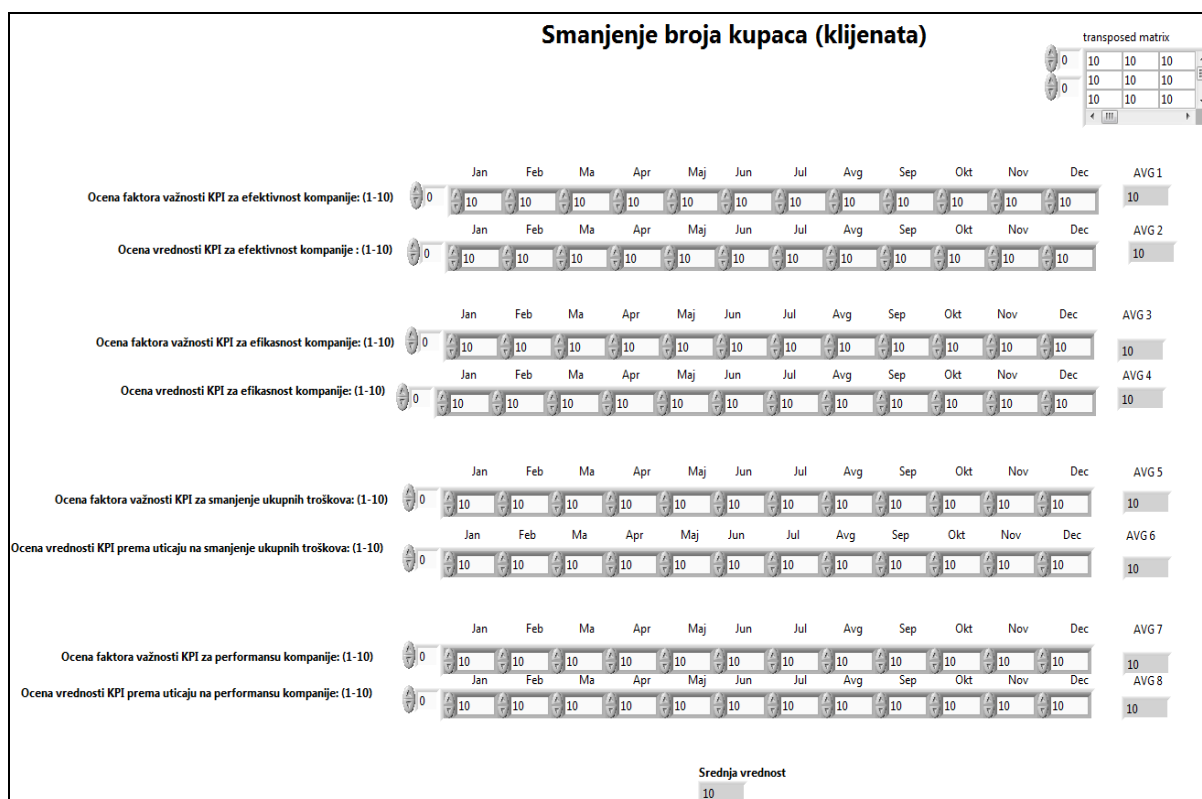 Smanjenje broja kupaca (klijenata)
transposed matrix
0 10 10 10
0 10 10 10
10 10 10
Jan Feb Ma Apr Maj Jun Jul Avg Sep Okt Nov Dec AVG 1
Ocena faktora važnosti KPI za efektivnost kompanije: (1-10) 0 10 10 10 10 10 10 10 10 10 10 10 10 10
Jan Feb Ma Apr Maj Jun Jul Avg Sep Okt Nov Dec AVG 2
Ocena vrednosti KPI za efektivnost kompanije : (1-10) 0 10 10 10 10 10 10 10 10 10 10 10 10 10
Jan Feb Ma Apr Maj Jun Jul Avg Sep Okt Nov Dec AVG 3
Ocena faktora važnosti KPI za efikasnost kompanije: (1-10) 0 10 10 10 10 10 10 10 10 10 10 10 10 10
Jan Feb Ma Apr Maj Jun Jul Avg Sep Okt Nov Dec AVG 4
Ocena vrednosti KPI za efikasnost kompanije: (1-10) 0 10 10 10 10 10 10 10 10 10 10 10 10 10
Jan Feb Ma Apr Maj Jun Jul Avg Sep Okt Nov Dec AVG 5
Ocena faktora važnosti KPI za smanjenje ukupnih troškova: (1-10) 0 10 10 10 10 10 10 10 10 10 10 10 10 10
Jan Feb Ma Apr Maj Jun Jul Avg Sep Okt Nov Dec AVG 6
Ocena vrednosti KPI prema uticaju na smanjenje ukupnih troškova: (1-10) 0 10 10 10 10 10 10 10 10 10 10 10 10 10
Jan Feb Ma Apr Maj Jun Jul Avg Sep Okt Nov Dec AVG 7
Ocena faktora važnosti KPI za performansu kompanije: (1-10) 0 10 10 10 10 10 10 10 10 10 10 10 10 10
Jan Feb Ma Apr Maj Jun Jul Avg Sep Okt Nov Dec AVG 8
Ocena vrednosti KPI prema uticaju na performansu kompanije: (1-10) 0 10 10 10 10 10 10 10 10 10 10 10 10 10
Srednja vrednost
10